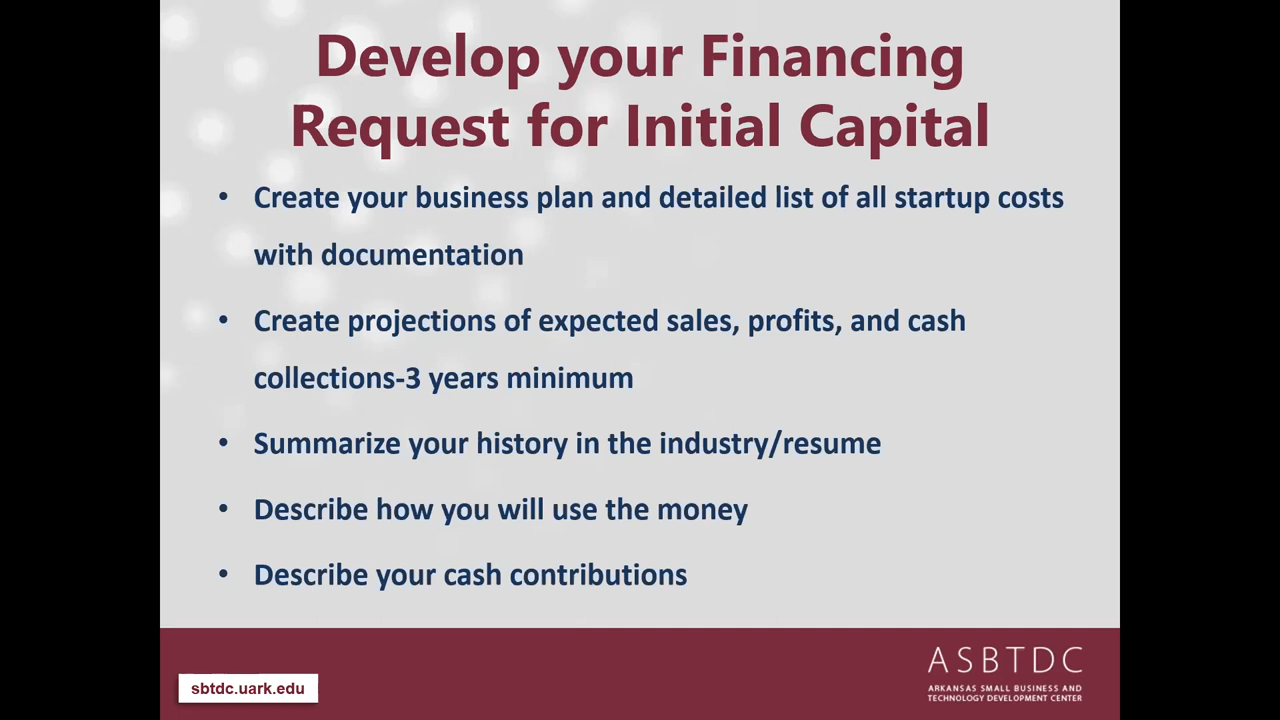 Develop your Financing
Request for Initial Capital
• Create your business plan and detailed list of all startup costs
with documentation
• Create projections of expected sales, profits, and cash
collections-3 years minimum
• Summarize your history in the industry/resume
• Describe how you will use the money
• Describe your cash contributions
sbtdc.uark.edu
ASBTDC
ARKANSAS SMALL BUSINESS AND
TECHNOLOGY DEVELOPMENT CENTER